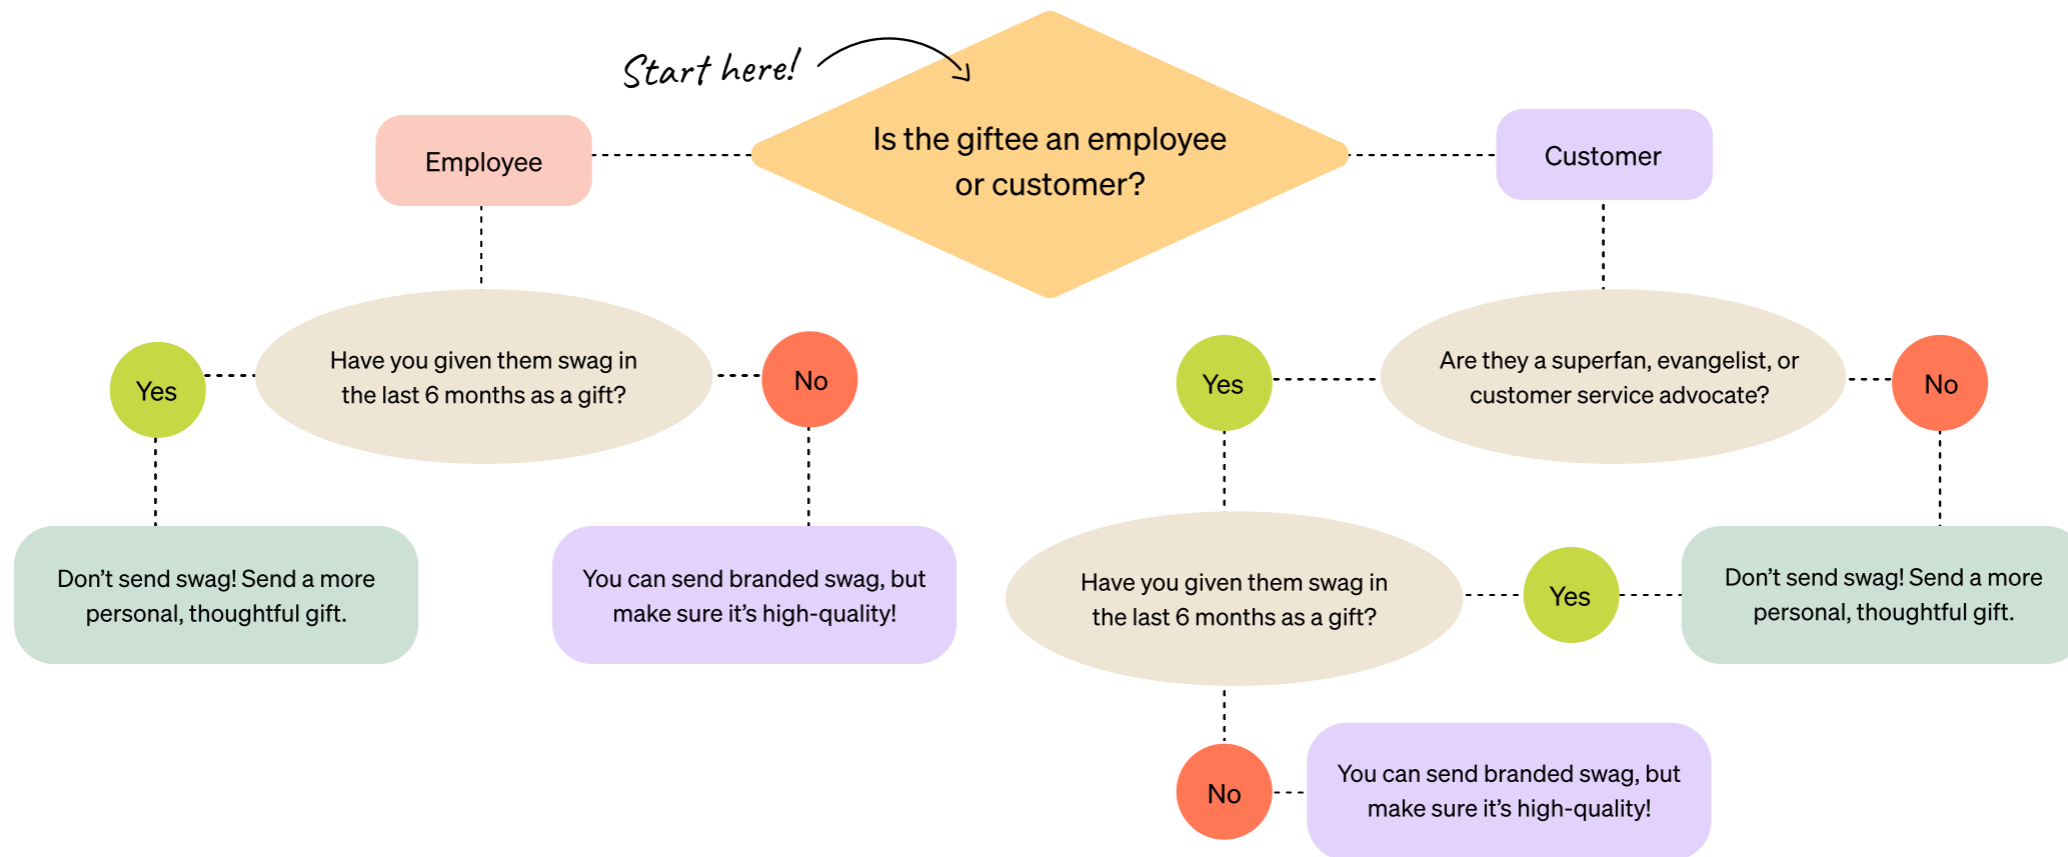 Start here!
Is the giftee an employee
or customer?
Employee
Customer
Have you given them swag in
the last 6 months as a gift?
Yes
No
Don’t send swag! Send a more
personal, thoughtful gift.
You can send branded swag, but
make sure it’s high-quality!
Are they a superfan, evangelist, or
customer service advocate?
Yes
No
Have you given them swag in
the last 6 months as a gift?
Yes
Don’t send swag! Send a more
personal, thoughtful gift.
No
You can send branded swag, but
make sure it’s high-quality!